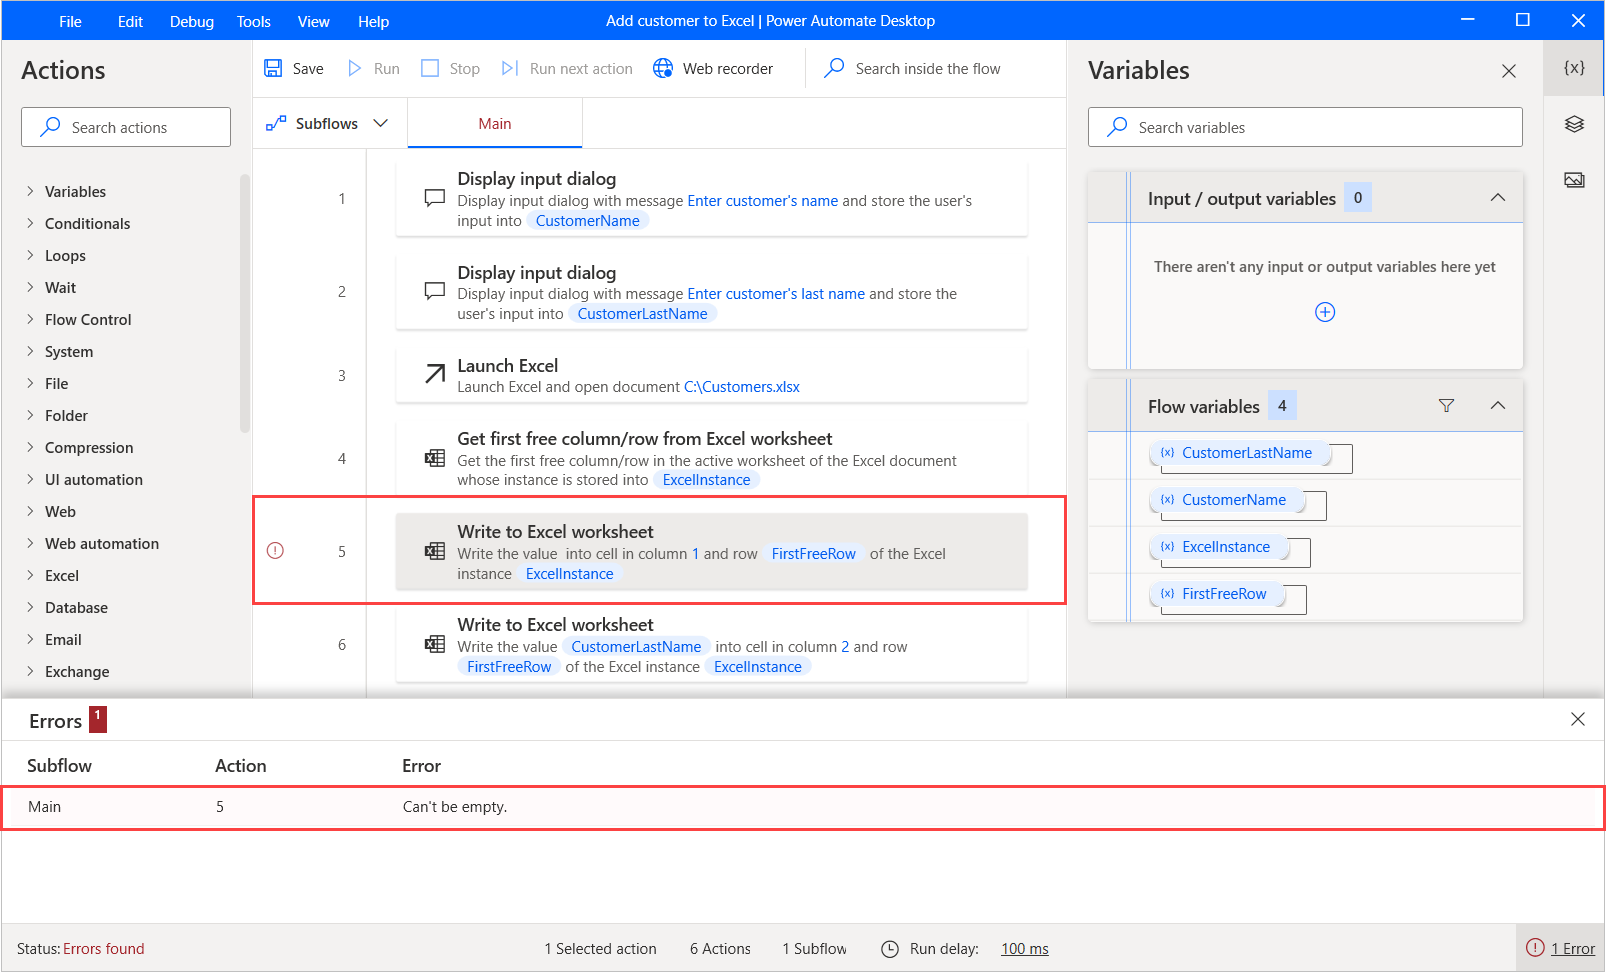 File Edit Debug Tools View Help
Add customer to Excel | Power Automate Desktop
Actions
Search actions
Variables
Conditionals
Loops
Wait
Flow Control
System
File
Folder
Compression
UI automation
Web
Web automation
Excel
Database
Email
Exchange
Save Run Stop Run next action Web recorder Search inside the flow
Subflows Main
1
Display input dialog
Display input dialog with message Enter customer's name and store the user's
input into CustomerName
2
Display input dialog
Display input dialog with message Enter customer's last name and store the
user's input into CustomerLastName
3
Launch Excel
Launch Excel and open document C:\Customers.xlsx
4
Get first free column/row from Excel worksheet
Get the first free column/row in the active worksheet of the Excel document
whose instance is stored into ExcelInstance
5
Write to Excel worksheet
Write the value into cell in column 1 and row FirstFreeRow of the Excel
instance ExcelInstance
6
Write to Excel worksheet
Write the value CustomerLastName into cell in column 2 and row
FirstFreeRow of the Excel instance ExcelInstance
Variables
{x}
Search variables
Input / output variables 0
There aren't any input or output variables here yet
Flow variables 4
{x} CustomerLastName
{x} CustomerName
{x} ExcelInstance
{x} FirstFreeRow
Errors 1
Subflow Action Error
Main 5 Can't be empty.
Status: Errors found 1 Selected action 6 Actions 1 Subflow Run delay: 100 ms 1 Error